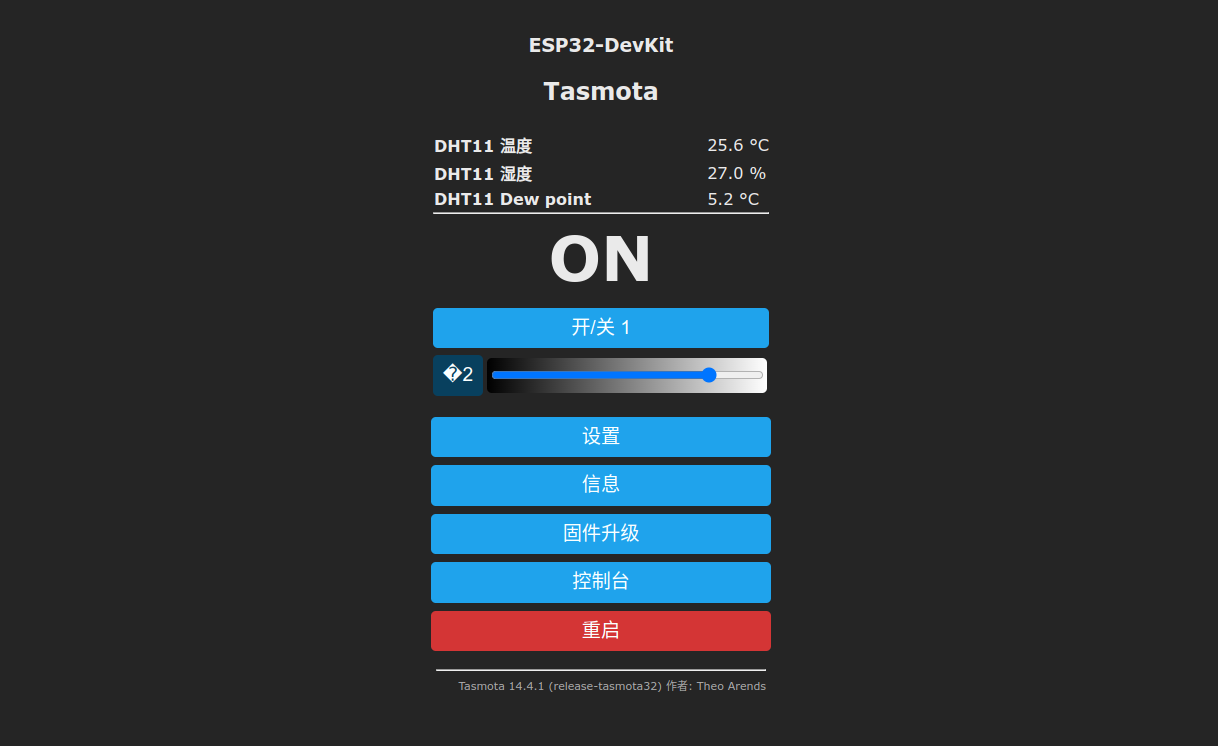 ESP32-DevKit
Tasmota
DHT11 温度 25.6 °C
DHT11 湿度 27.0 %
DHT11 Dew point 5.2 °C
ON
开/关 1
�2
设置
信息
固件升级
控制台
重启
Tasmota 14.4.1 (release-tasmota32) 作者: Theo Arends